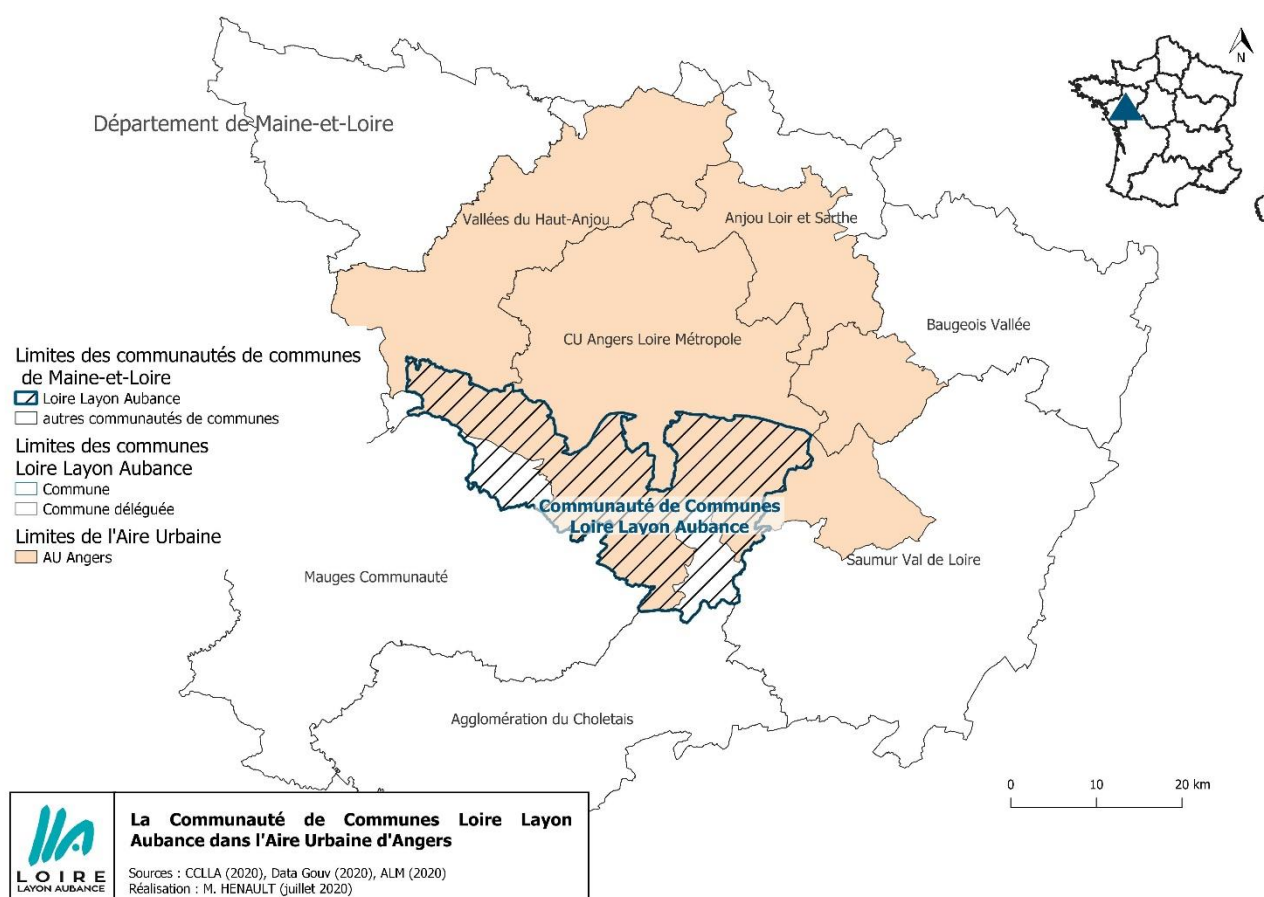 N
Département de Maine-et-Loire
Vallées du Haut-Anjou
Anjou Loir et Sarthe
Baugeois Vallée
CU Angers Loire Métropole
Limites des communautés de communes
de Maine-et-Loire
Loire Layon Aubance
autres communautés de communes
Limites des communes
Loire Layon Aubance
Commune
Commune déléguée
Limites de l'Aire Urbaine
AU Angers
Communauté de Communes
Loire Layon Aubance
Saumur Val de Loire
Mauges Communauté
Agglomération du Choletais
0 10 20 km
La Communauté de Communes Loire Layon
Aubance dans l'Aire Urbaine d'Angers
Sources : CCLLA (2020), Data Gouv (2020), ALM (2020)
Réalisation : M. HENAULT (juillet 2020)
LOIRE
LAYON AUBANCE